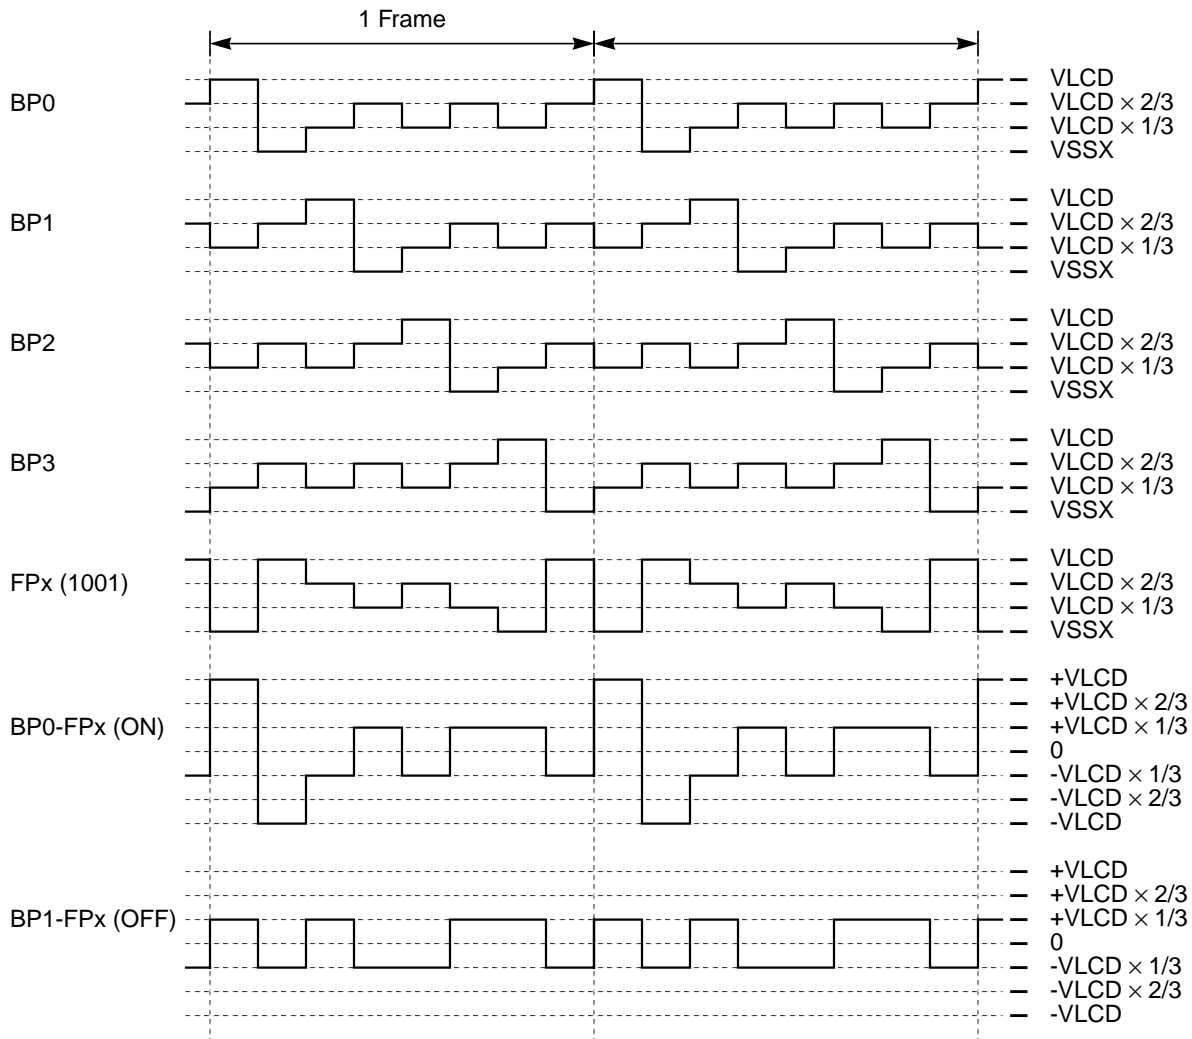 1 Frame
BP0
VLCD
VLCD × 2/3
VLCD × 1/3
VSSX
BP1
VLCD
VLCD × 2/3
VLCD × 1/3
VSSX
BP2
VLCD
VLCD × 2/3
VLCD × 1/3
VSSX
BP3
VLCD
VLCD × 2/3
VLCD × 1/3
VSSX
FPx (1001)
VLCD
VLCD × 2/3
VLCD × 1/3
VSSX
BP0-FPx (ON)
+VLCD
+VLCD × 2/3
+VLCD × 1/3
0
-VLCD × 1/3
-VLCD × 2/3
-VLCD
BP1-FPx (OFF)
+VLCD
+VLCD × 2/3
+VLCD × 1/3
0
-VLCD × 1/3
-VLCD × 2/3
-VLCD